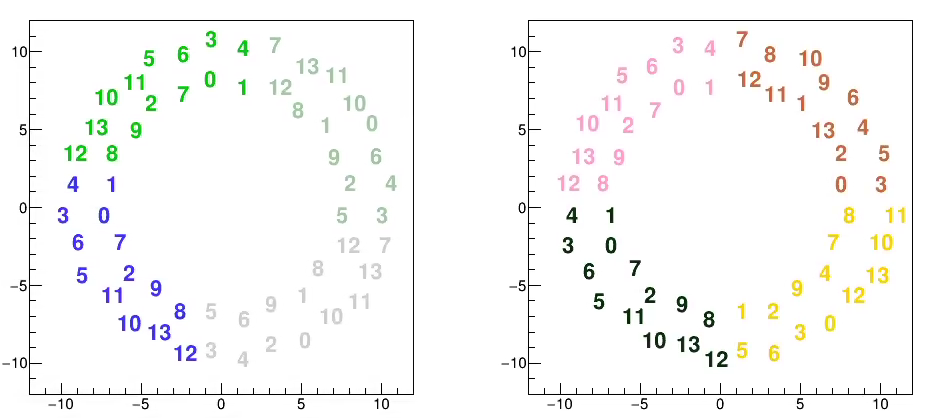 3 4 7
10 5 6
13 11
11 0
7 1 12
10 2 6 10
5 13 5 1 0
12 8 9 6
4 1 2 4
0 3 0 5 3
6 7 12 7
5 2 6 13
−5 11 9 1 11
8 5 9
10 6 10
13 0
−10 12 3 4 2
−10 −5 0 5 10
3 4 7
10 6 8 10
5 0 1 12 9
11 7 11 1 6
5 10 2 13 4
13 9 2 5
12 8 0 3
0 4 1 8 11
3 0 7 10
6 7 4 13
−5 5 2 9 9 12
11 8 1 2 0
10 13 3
−10 12 5 6
−10 −5 0 5 10